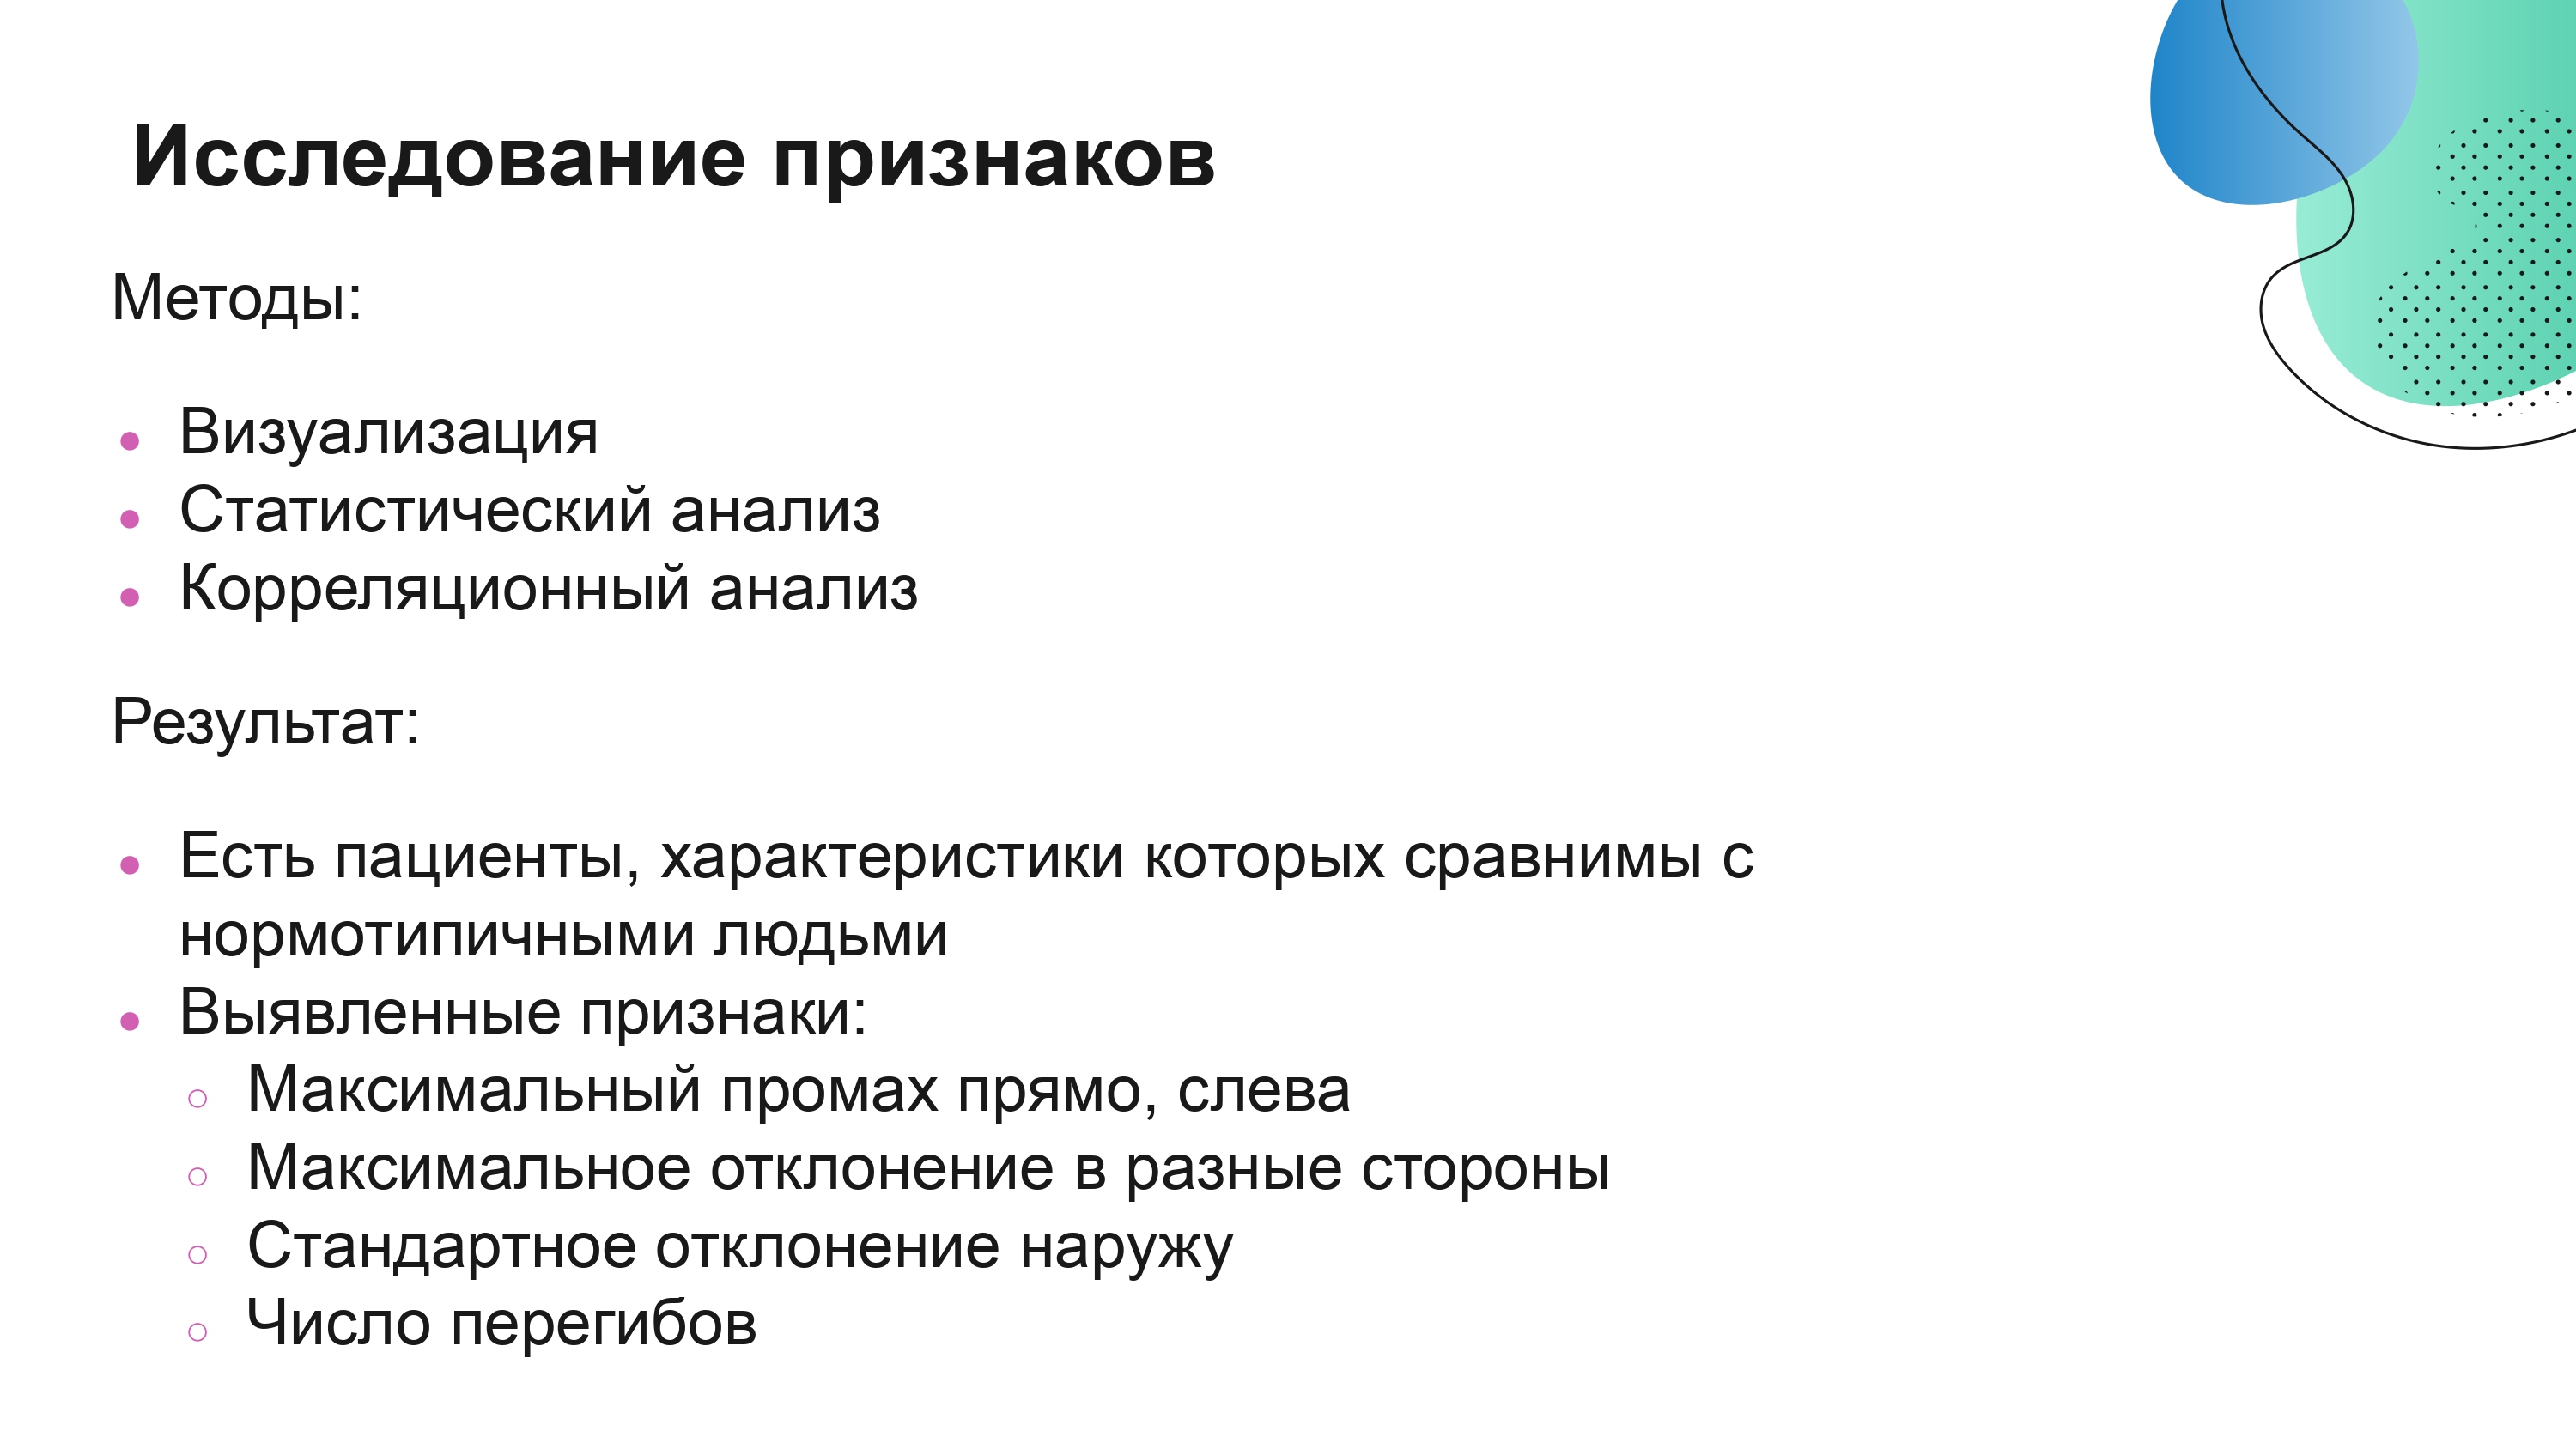 Исследование признаков
Методы:
● Визуализация
● Статистический анализ
● Корреляционный анализ
Результат:
● Есть пациенты, характеристики которых сравнимы с
нормотипичными людьми
● Выявленные признаки:
○ Максимальный промах прямо, слева
○ Максимальное отклонение в разные стороны
○ Стандартное отклонение наружу
○ Число перегибов